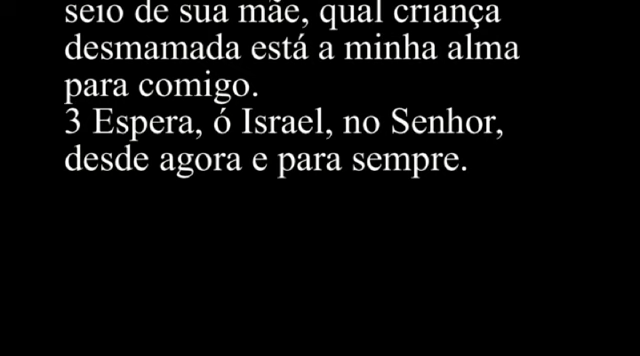 seio de sua mãe, qual criança
desmamada está a minha alma
para comigo.
3 Espera, ó Israel, no Senhor,
desde agora e para sempre.